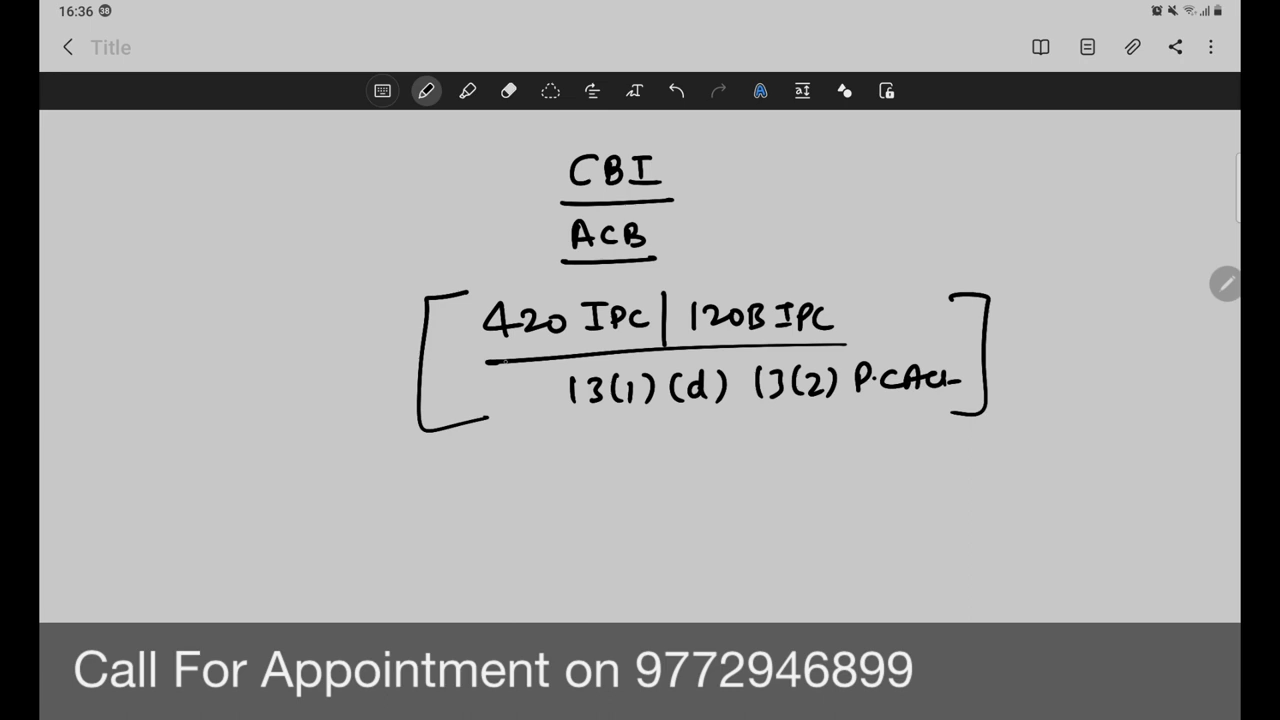 16:36 38
Title
CBI
ACB
420 IPC | 120B IPC
13(1)(d) 13(2) P.C Act
Call For Appointment on 9772946899